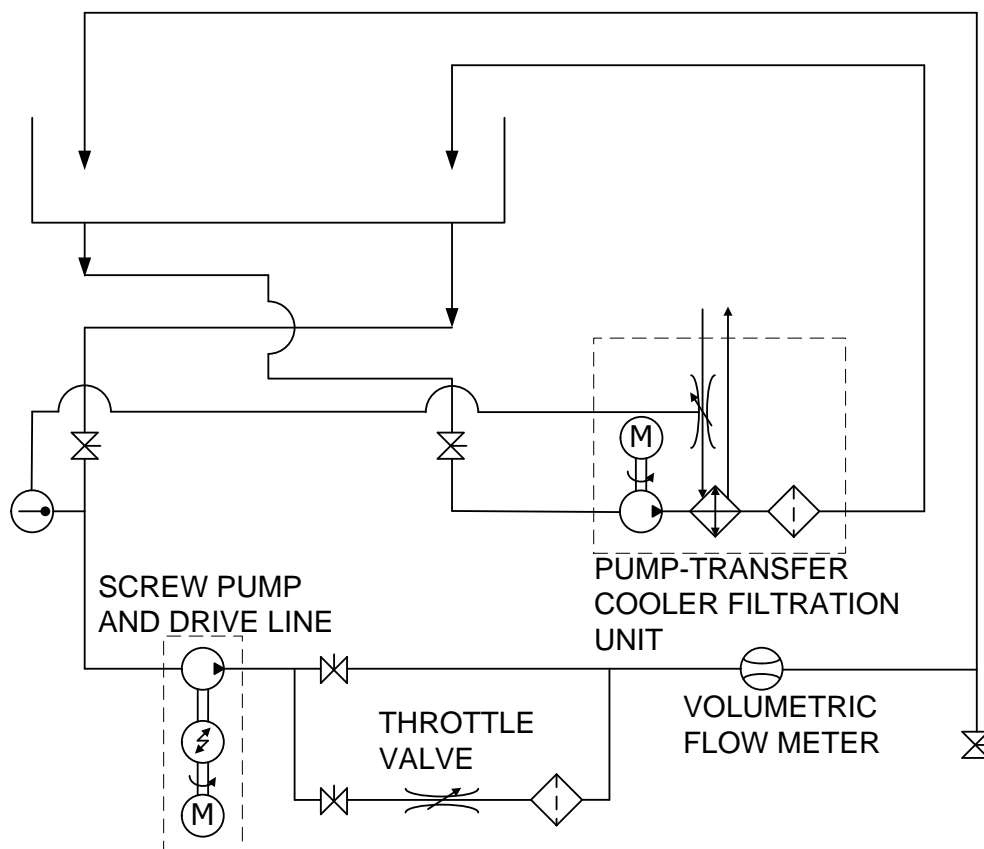 M
PUMP-TRANSFER
COOLER FILTRATION
UNIT
SCREW PUMP
AND DRIVE LINE
M
THROTTLE
VALVE
VOLUMETRIC
FLOW METER